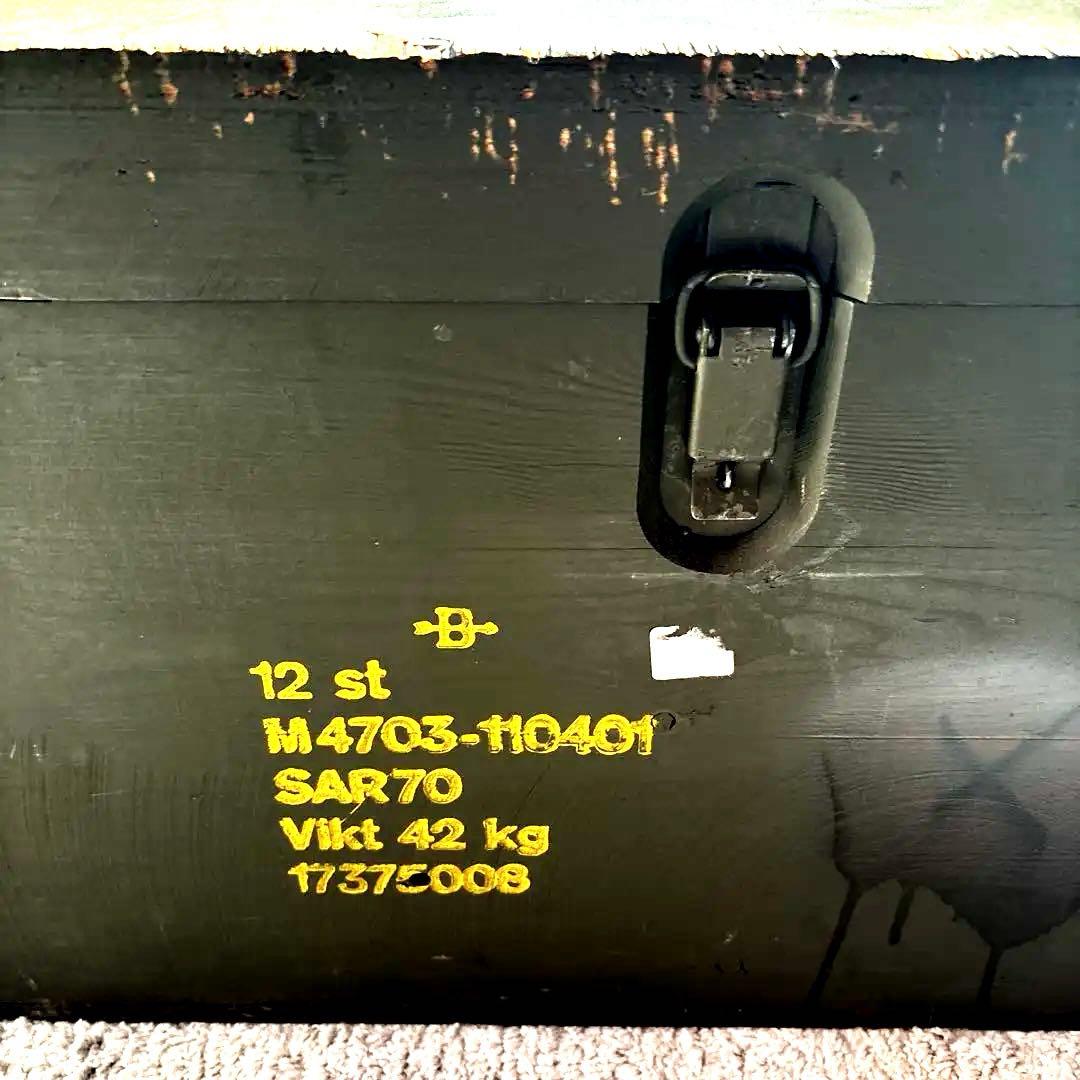 B
12 st
M4703-110401
SAR70
Vikt 42 kg
17375008